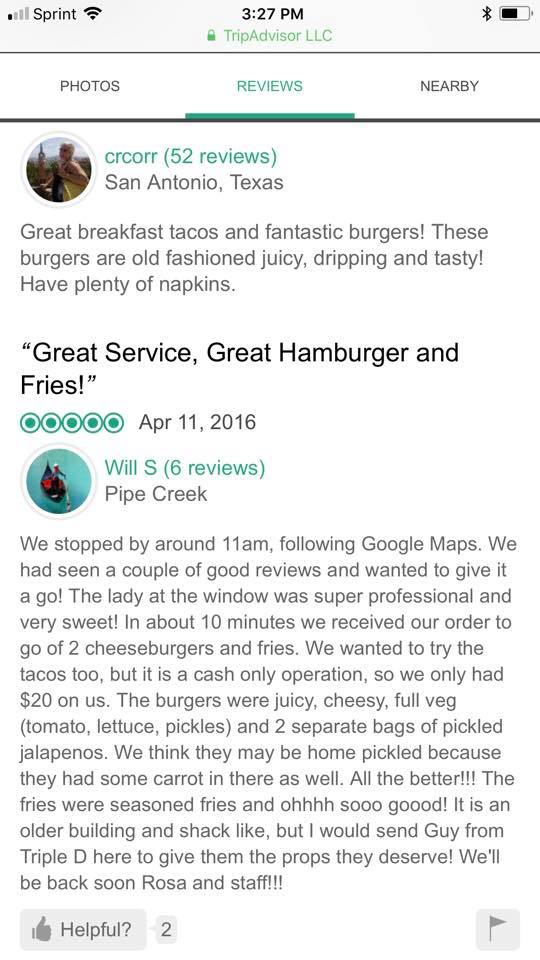 Sprint 3:27 PM
TripAdvisor LLC
PHOTOS REVIEWS NEARBY
crcorr (52 reviews)
San Antonio, Texas
Great breakfast tacos and fantastic burgers! These
burgers are old fashioned juicy, dripping and tasty!
Have plenty of napkins.
“Great Service, Great Hamburger and
Fries!”
Apr 11, 2016
Will S (6 reviews)
Pipe Creek
We stopped by around 11am, following Google Maps. We
had seen a couple of good reviews and wanted to give it
a go! The lady at the window was super professional and
very sweet! In about 10 minutes we received our order to
go of 2 cheeseburgers and fries. We wanted to try the
tacos too, but it is a cash only operation, so we only had
$20 on us. The burgers were juicy, cheesy, full veg
(tomato, lettuce, pickles) and 2 separate bags of pickled
jalapenos. We think they may be home pickled because
they had some carrot in there as well. All the better!!! The
fries were seasoned fries and ohhhh sooo goood! It is an
older building and shack like, but I would send Guy from
Triple D here to give them the props they deserve! We'll
be back soon Rosa and staff!!!
Helpful? 2